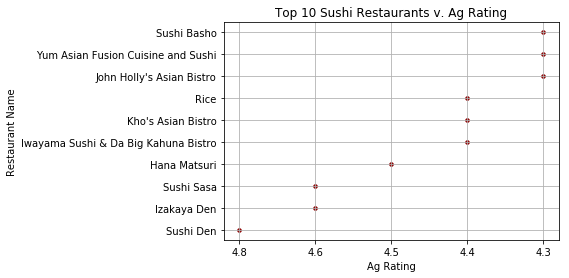 Top 10 Sushi Restaurants v. Ag Rating
Restaurant Name
Sushi Basho
Yum Asian Fusion Cuisine and Sushi
John Holly's Asian Bistro
Rice
Kho's Asian Bistro
Iwayama Sushi & Da Big Kahuna Bistro
Hana Matsuri
Sushi Sasa
Izakaya Den
Sushi Den
4.8 4.6 4.5 4.4 4.3
Ag Rating